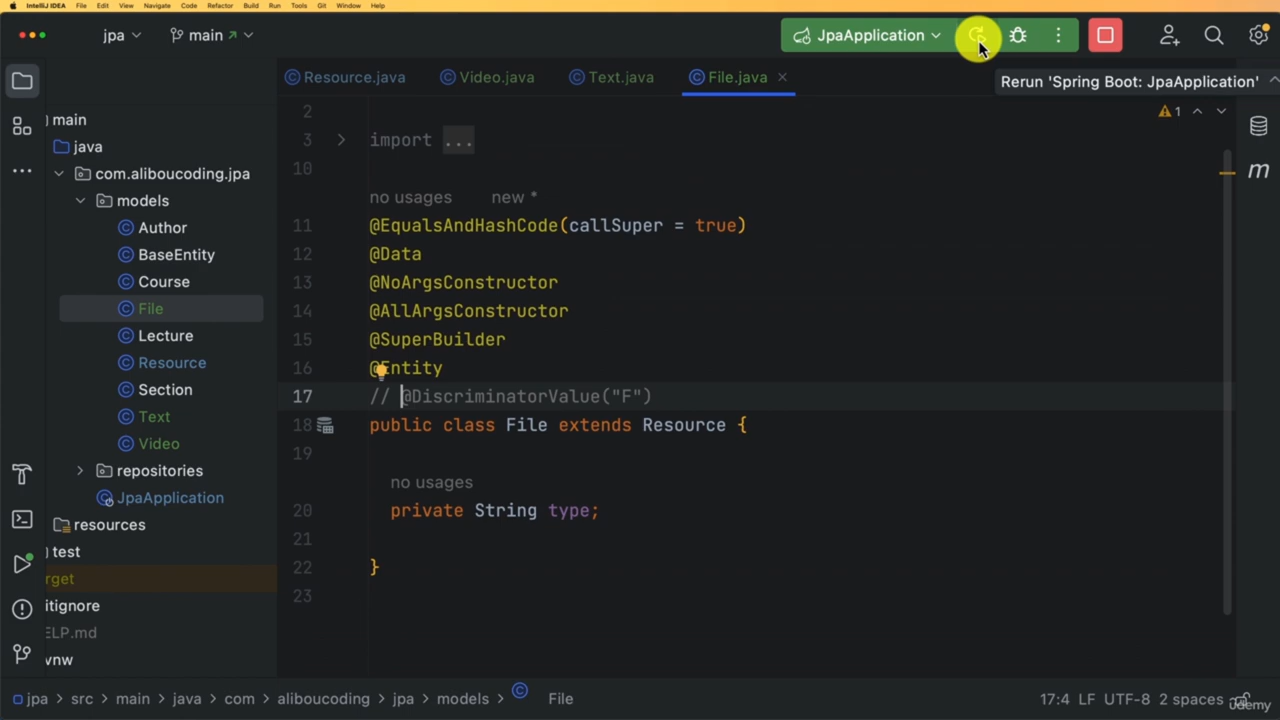 IntelliJ IDEA File Edit View Navigate Code Refactor Build Run Tools Git Window Help
jpa main JpaApplication
Rerun 'Spring Boot: JpaApplication'
Resource.java Video.java Text.java File.java
main
java
com.aliboucoding.jpa
models
Author
BaseEntity
Course
File
Lecture
Resource
Section
Text
Video
repositories
JpaApplication
resources
test
rget
itignore
ELP.md
vnw
1
2
3 import ...
10
no usages new *
11 @EqualsAndHashCode(callSuper = true)
12 @Data
13 @NoArgsConstructor
14 @AllArgsConstructor
15 @SuperBuilder
16 @Entity
17 // @DiscriminatorValue("F")
18 public class File extends Resource {
19
no usages
20 private String type;
21
22 }
23
m
jpa > src > main > java > com > aliboucoding > jpa > models > File
17:4 LF UTF-8 2 spaces
udemy